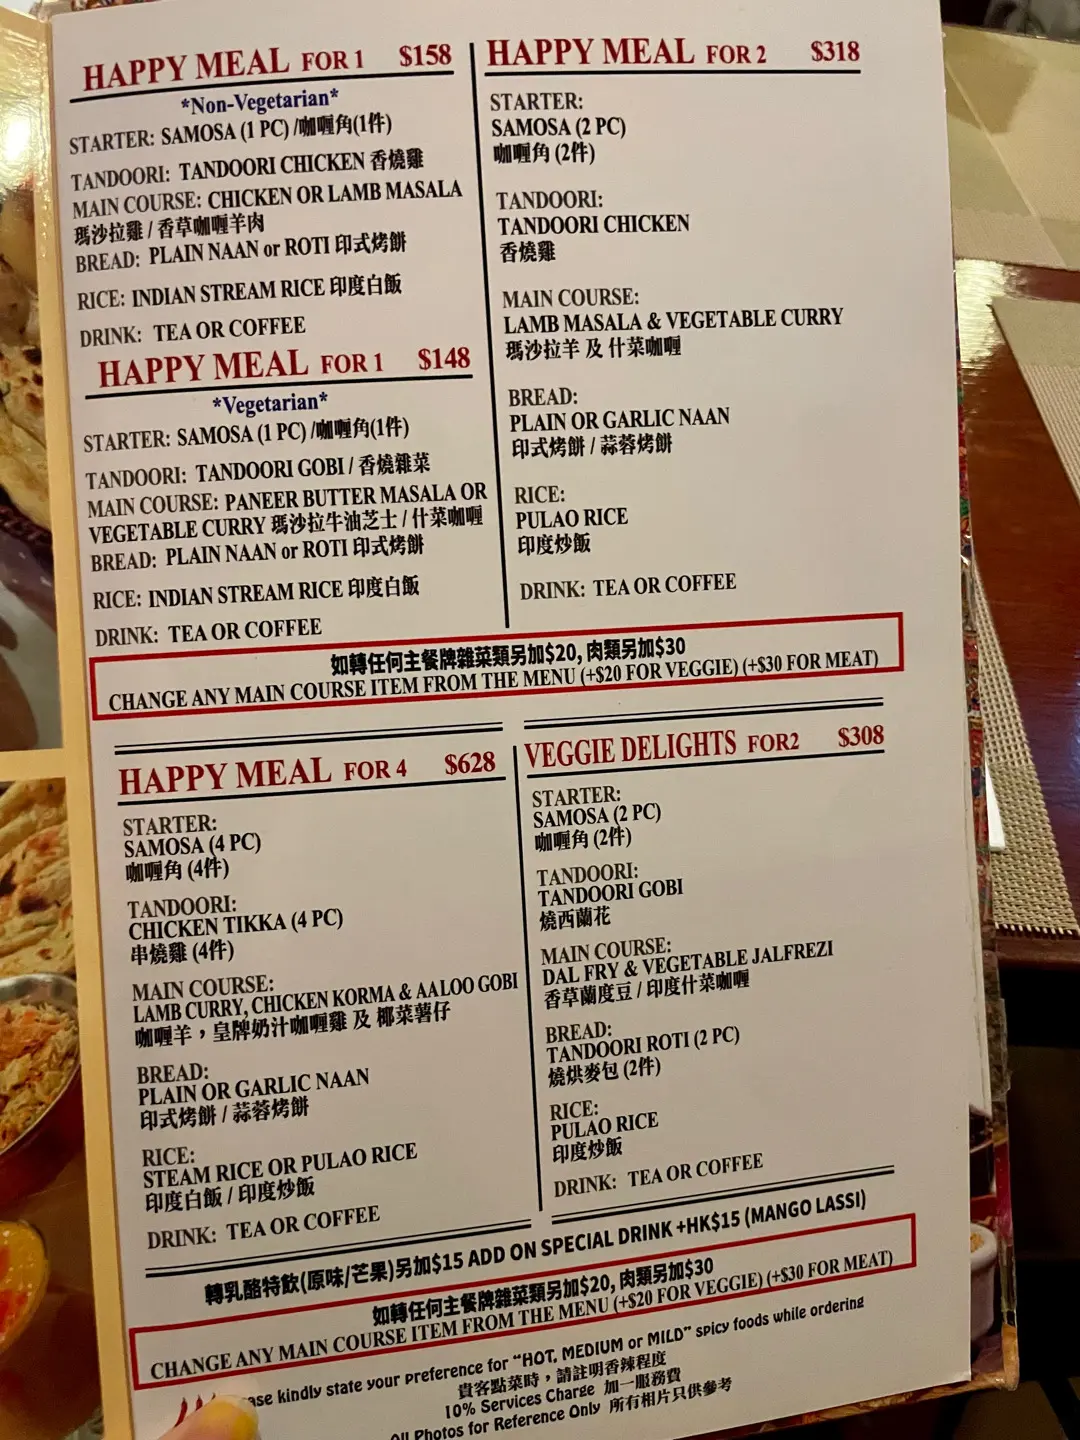 HAPPY MEAL FOR 1 $158
*Non-Vegetarian*
STARTER: SAMOSA (1 PC) /咖喱角(1件)
TANDOORI: TANDOORI CHICKEN 香燒雞
MAIN COURSE: CHICKEN OR LAMB MASALA
瑪沙拉雞 / 香草咖喱羊肉
BREAD: PLAIN NAAN or ROTI 印式烤餅
RICE: INDIAN STREAM RICE 印度白飯
DRINK: TEA OR COFFEE
HAPPY MEAL FOR 1 $148
*Vegetarian*
STARTER: SAMOSA (1 PC) /咖喱角(1件)
TANDOORI: TANDOORI GOBI / 香燒雜菜
MAIN COURSE: PANEER BUTTER MASALA OR
VEGETABLE CURRY 瑪沙拉牛油芝士 / 什菜咖喱
BREAD: PLAIN NAAN or ROTI 印式烤餅
RICE: INDIAN STREAM RICE 印度白飯
DRINK: TEA OR COFFEE
HAPPY MEAL FOR 2 $318
STARTER:
SAMOSA (2 PC)
咖喱角 (2件)
TANDOORI:
TANDOORI CHICKEN
香燒雞
MAIN COURSE:
LAMB MASALA & VEGETABLE CURRY
瑪沙拉羊 及 什菜咖喱
BREAD:
PLAIN OR GARLIC NAAN
印式烤餅 / 蒜蓉烤餅
RICE:
PULAO RICE
印度炒飯
DRINK: TEA OR COFFEE
如轉任何主餐牌雜菜類另加$20, 肉類另加$30
CHANGE ANY MAIN COURSE ITEM FROM THE MENU (+$20 FOR VEGGIE) (+$30 FOR MEAT)
HAPPY MEAL FOR 4 $628
STARTER:
SAMOSA (4 PC)
咖喱角 (4件)
TANDOORI:
CHICKEN TIKKA (4 PC)
串燒雞 (4件)
MAIN COURSE:
LAMB CURRY, CHICKEN KORMA & AALOO GOBI
咖喱羊，皇牌奶汁咖喱雞 及 椰菜薯仔
BREAD:
PLAIN OR GARLIC NAAN
印式烤餅 / 蒜蓉烤餅
RICE:
STEAM RICE OR PULAO RICE
印度白飯 / 印度炒飯
DRINK: TEA OR COFFEE
VEGGIE DELIGHTS FOR2 $308
STARTER:
SAMOSA (2 PC)
咖喱角 (2件)
TANDOORI:
TANDOORI GOBI
燒西蘭花
MAIN COURSE:
DAL FRY & VEGETABLE JALFREZI
香草蘭度豆 / 印度什菜咖喱
BREAD:
TANDOORI ROTI (2 PC)
燒烘麥包 (2件)
RICE:
PULAO RICE
印度炒飯
DRINK: TEA OR COFFEE
轉乳酪特飲(原味/芒果)另加$15 ADD ON SPECIAL DRINK +HK$15 (MANGO LASSI)
如轉任何主餐牌雜菜類另加$20, 肉類另加$30
CHANGE ANY MAIN COURSE ITEM FROM THE MENU (+$20 FOR VEGGIE) (+$30 FOR MEAT)
kindly state your preference for "HOT, MEDIUM or MILD" spicy foods while ordering
貴客點菜時，請註明香辣程度
10% Services Charge 加一服務費
All Photos for Reference Only 所有相片只供參考